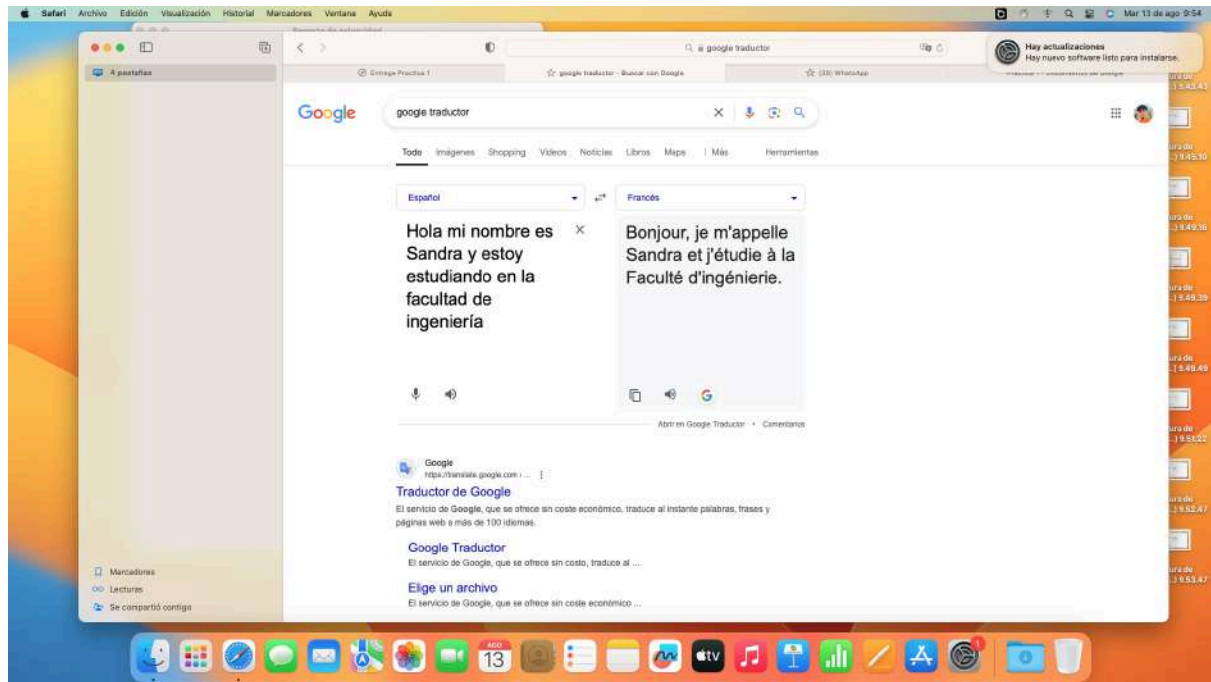 Safari Archivo Edición Visualización Historial Marcadores Ventana Ayuda
Mar 13 de ago 9:54
Hay actualizaciones
Hay nuevo software listo para instalarse.
4 pestañas
google traductor
Entrega Practica 1
google traductor - Buscar con Google
WhatsApp
Google
google traductor
Todo Imágenes Shopping Videos Noticias Libros Maps Más Herramientas
Español
Francés
Hola mi nombre es
Sandra y estoy
estudiando en la
facultad de
ingeniería
Bonjour, je m'appelle
Sandra et j'étudie à la
Faculté d'ingénierie.
Abrir en Google Traductor • Comentarios
Google
https://translate.google.com › ...
Traductor de Google
El servicio de Google, que se ofrece sin coste económico, traduce al instante palabras, frases y
páginas web a más de 100 idiomas.
Google Traductor
El servicio de Google, que se ofrece sin costo, traduce al ...
Elige un archivo
El servicio de Google, que se ofrece sin coste económico ...
Marcadores
Lecturas
Se compartió contigo
AGO
13
tv
1